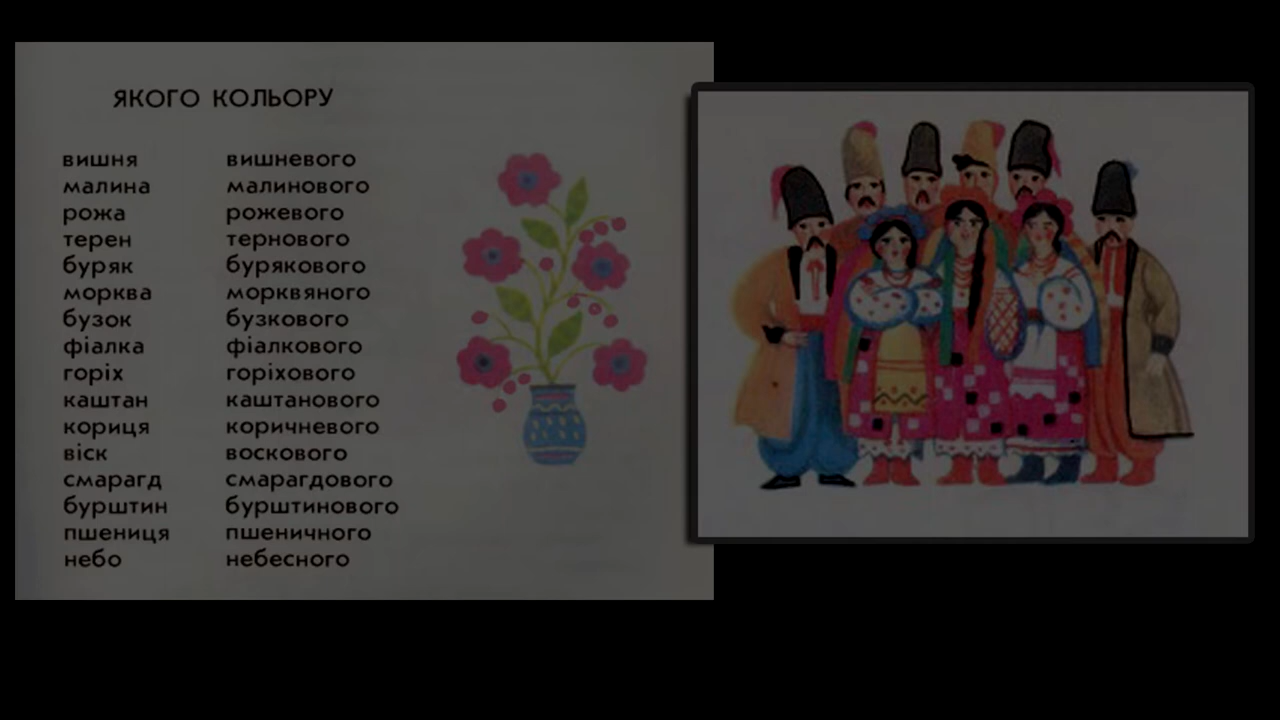 ЯКОГО КОЛЬОРУ
вишня вишневого
малина малинового
рожа рожевого
терен тернового
буряк бурякового
морква морквяного
бузок бузкового
фіалка фіалкового
горіх горіхового
каштан каштанового
кориця коричневого
віск воскового
смарагд смарагдового
бурштин бурштинового
пшениця пшеничного
небо небесного